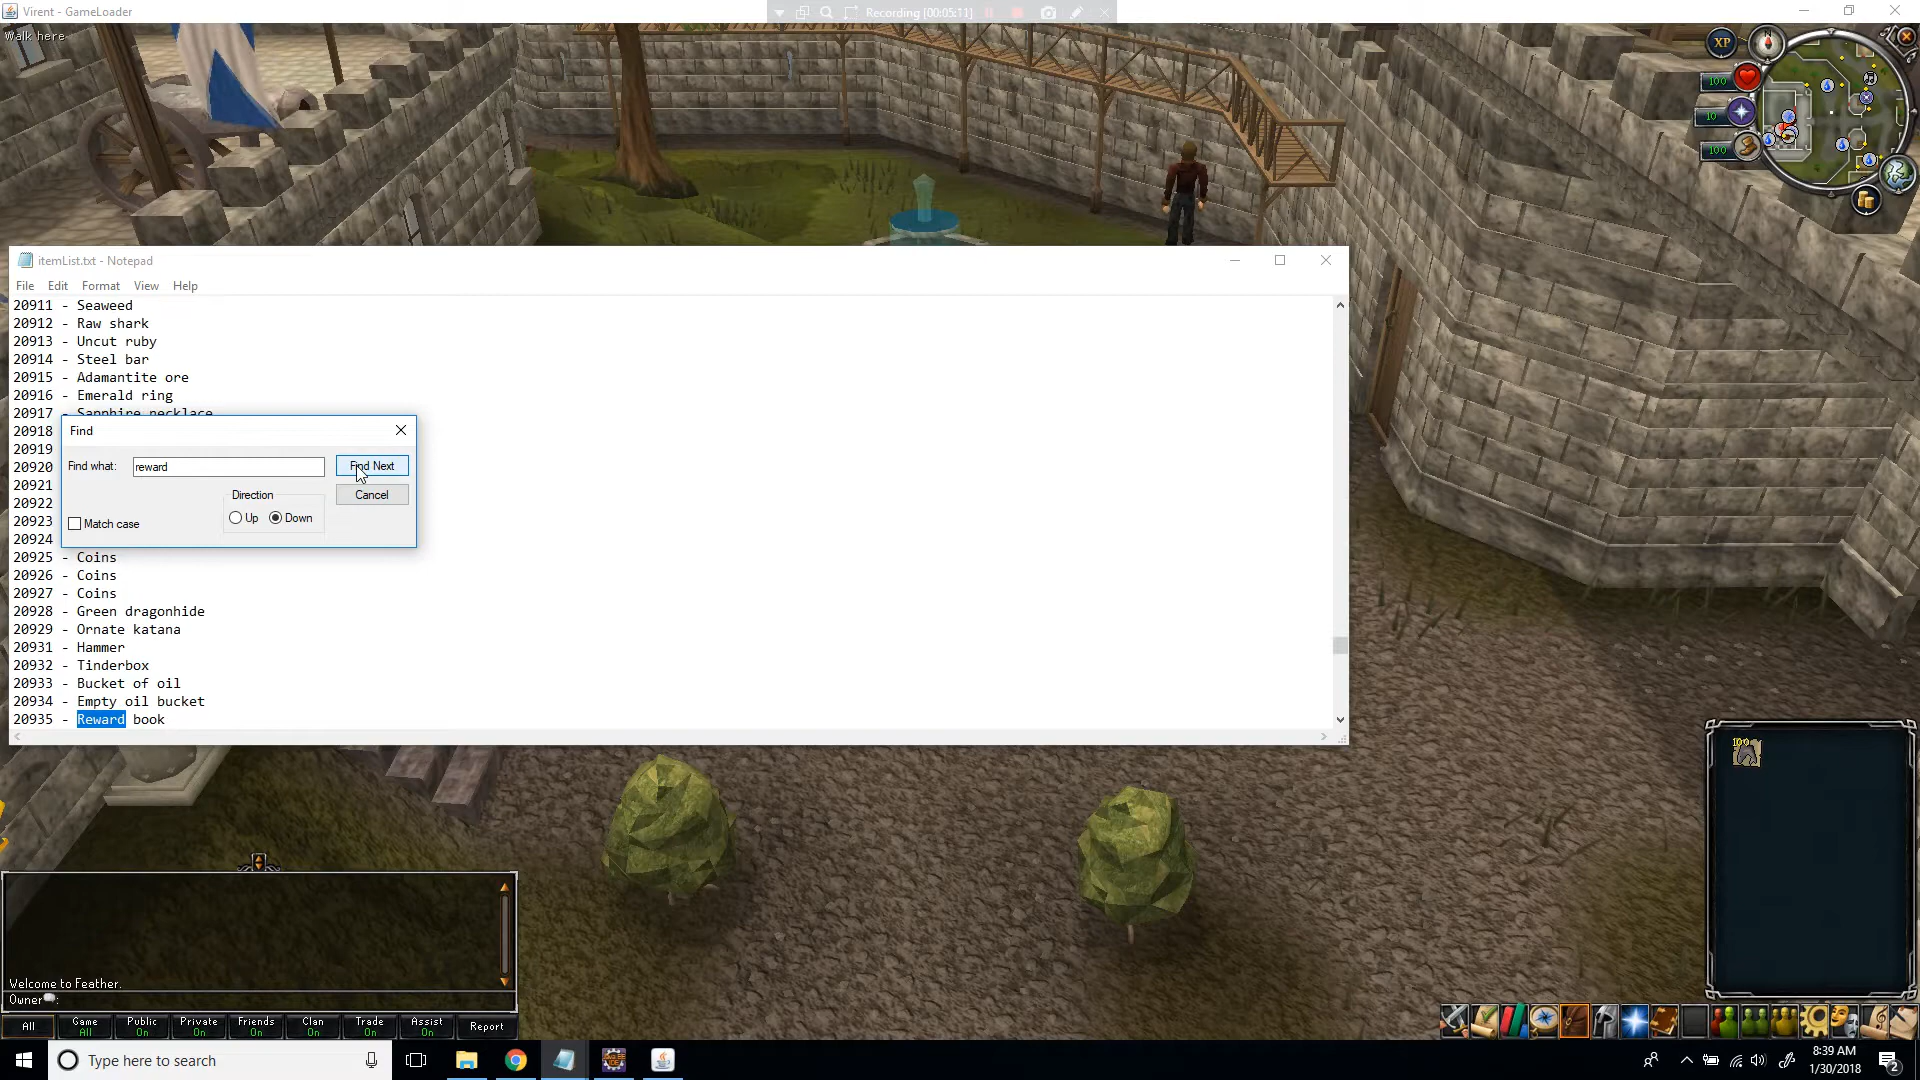 Virent - GameLoader
Recording [00:05:11]
Walk here
XP
100
10
100
itemList.txt - Notepad
File Edit Format View Help
20911 - Seaweed
20912 - Raw shark
20913 - Uncut ruby
20914 - Steel bar
20915 - Adamantite ore
20916 - Emerald ring
20917 - Sapphire necklace
20918
20919
20920
20921
20922
20923
20924
20925 - Coins
20926 - Coins
20927 - Coins
20928 - Green dragonhide
20929 - Ornate katana
20931 - Hammer
20932 - Tinderbox
20933 - Bucket of oil
20934 - Empty oil bucket
20935 - Reward book
Find
Find what: reward
Find Next
Cancel
Direction
Up Down
Match case
100
Welcome to Feather.
Owner :
All
Game
All
Public
On
Private
On
Friends
On
Clan
On
Trade
On
Assist
On
Report
Type here to search
8:39 AM
1/30/2018
2